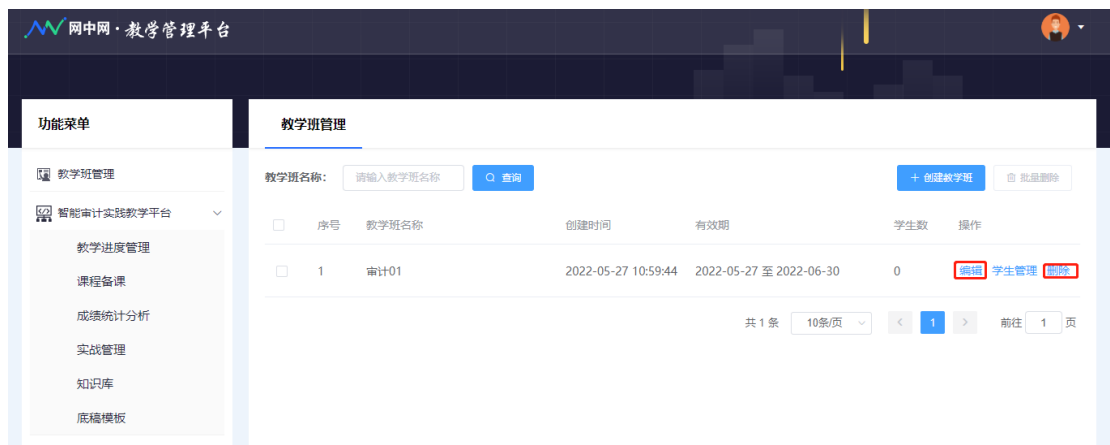 网中网·教学管理平台
功能菜单
教学班管理
智能审计实践教学平台
教学进度管理
课程备课
成绩统计分析
实战管理
知识库
底稿模板
教学班管理
教学班名称: 请输入教学班名称 查询 + 创建教学班 批量删除
序号 教学班名称 创建时间 有效期 学生数 操作
1 审计01 2022-05-27 10:59:44 2022-05-27 至 2022-06-30 0 编辑 学生管理 删除
共 1 条 10条/页 < 1 > 前往 1 页